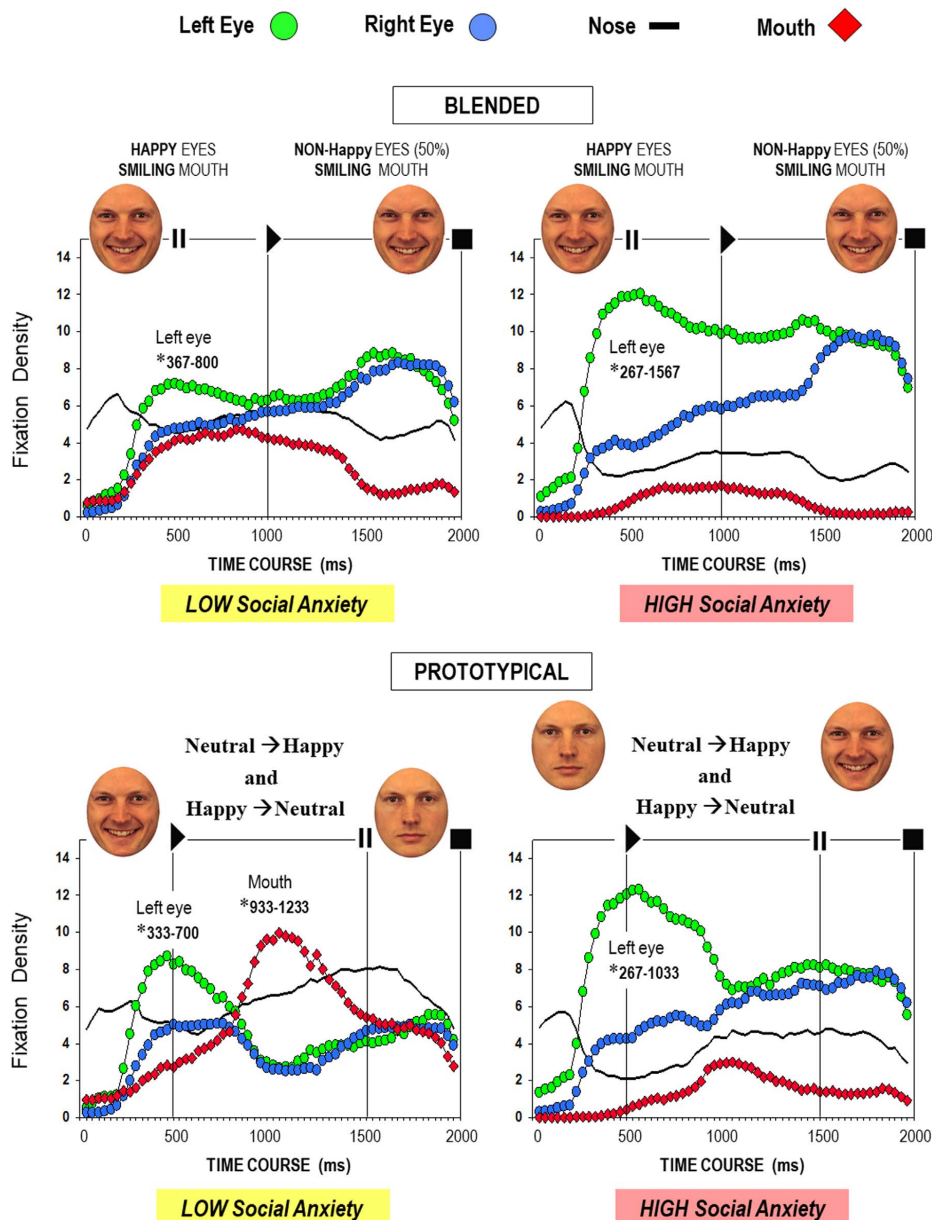 Left Eye Right Eye Nose Mouth
BLENDED
HAPPY EYES
SMILING MOUTH
NON-Happy EYES (50%)
SMILING MOUTH
HAPPY EYES
SMILING MOUTH
NON-Happy EYES (50%)
SMILING MOUTH
Fixation Density
14
12
10
8
6
4
2
0
Left eye
*367-800
0 500 1000 1500 2000
TIME COURSE (ms)
LOW Social Anxiety
14
12
10
8
6
4
2
0
Left eye
*267-1567
0 500 1000 1500 2000
TIME COURSE (ms)
HIGH Social Anxiety
PROTOTYPICAL
Neutral → Happy
and
Happy → Neutral
Neutral → Happy
and
Happy → Neutral
Fixation Density
14
12
10
8
6
4
2
0
Left eye
*333-700
Mouth
*933-1233
0 500 1000 1500 2000
TIME COURSE (ms)
LOW Social Anxiety
14
12
10
8
6
4
2
0
Left eye
*267-1033
0 500 1000 1500 2000
TIME COURSE (ms)
HIGH Social Anxiety